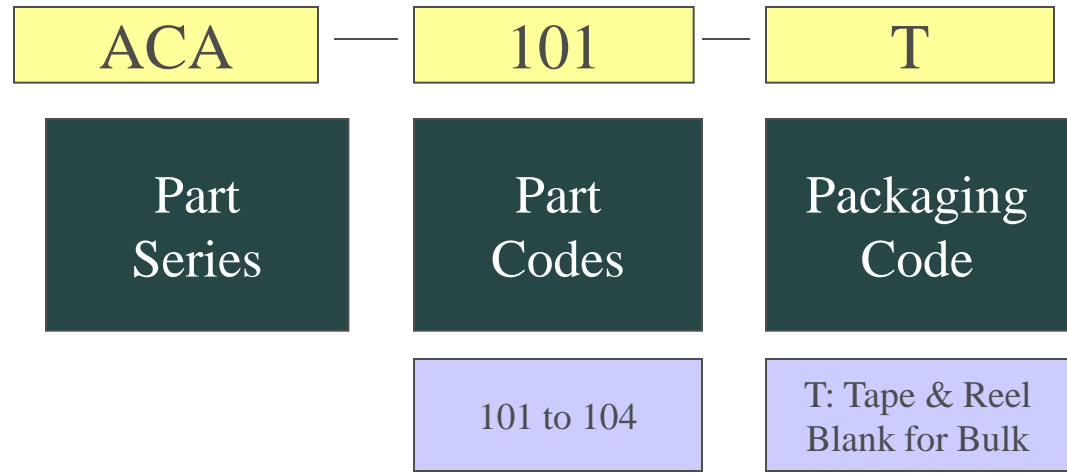 ACA — 101 — T
Part
Series
Part
Codes
Packaging
Code
101 to 104
T: Tape & Reel
Blank for Bulk